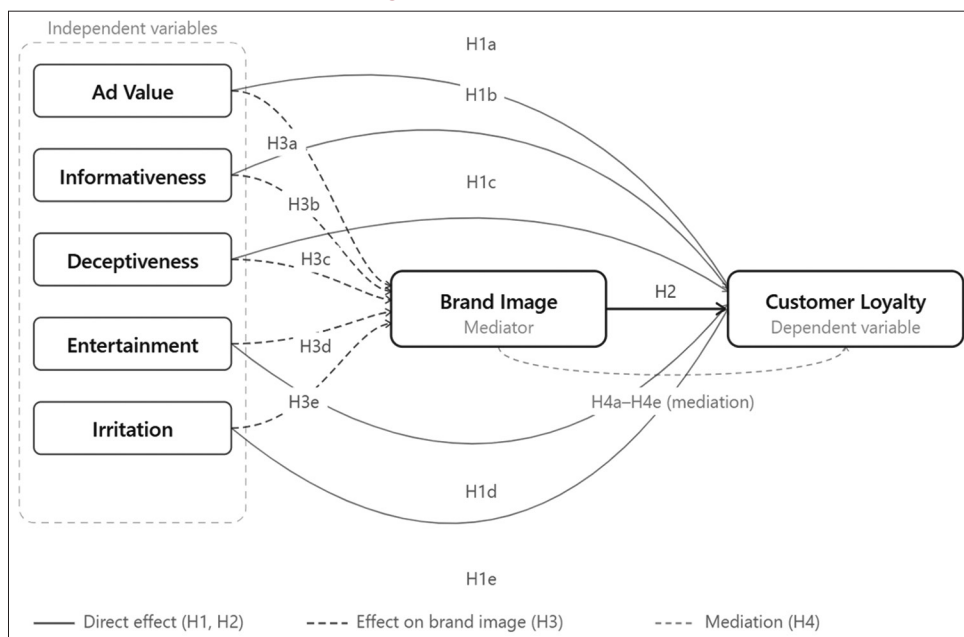 Independent variables
H1a
Ad Value
H1b
H3a
Informativeness
H1c
H3b
Deceptiveness
H3c
Brand Image
Mediator
H2
Customer Loyalty
Dependent variable
Entertainment
H3d
H3e
H4a–H4e (mediation)
Irritation
H1d
H1e
Direct effect (H1, H2)
Effect on brand image (H3)
Mediation (H4)